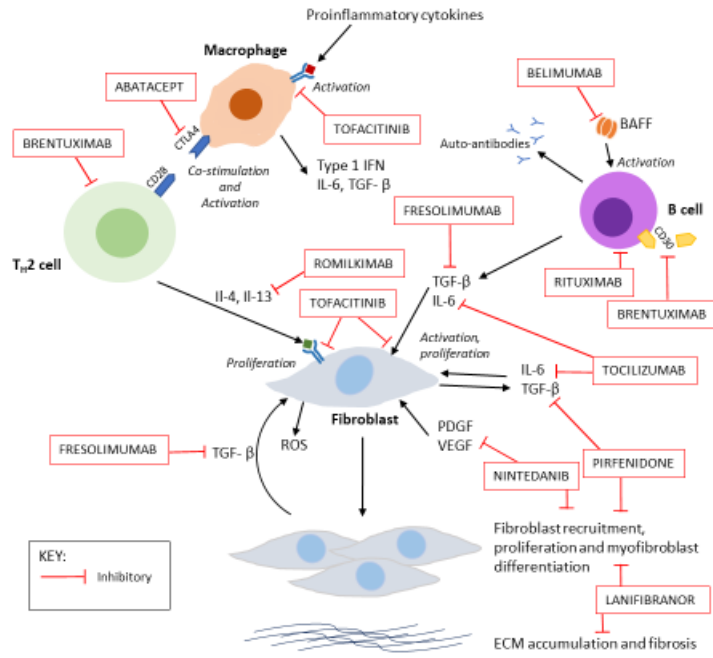 Proinflammatory cytokines
Macrophage
Activation
ABATACEPT
CTLA4
TOFACITINIB
BRENTUXIMAB
CD28
Co-stimulation
and
Activation
Type 1 IFN
IL-6, TGF- β
T_H2 cell
BELIMUMAB
BAFF
Auto-antibodies
Activation
B cell
CD30
RITUXIMAB
BRENTUXIMAB
FRESOLIMUMAB
ROMILKIMAB
Il-4, Il-13
TOFACITINIB
TGF-β
IL-6
Proliferation
Activation,
proliferation
IL-6
TGF-β
TOCILIZUMAB
Fibroblast
PDGF
VEGF
ROS
FRESOLIMUMAB
TGF- β
NINTEDANIB
PIRFENIDONE
Fibroblast recruitment,
proliferation and myofibroblast
differentiation
KEY:
Inhibitory
LANIFIBRANOR
ECM accumulation and fibrosis